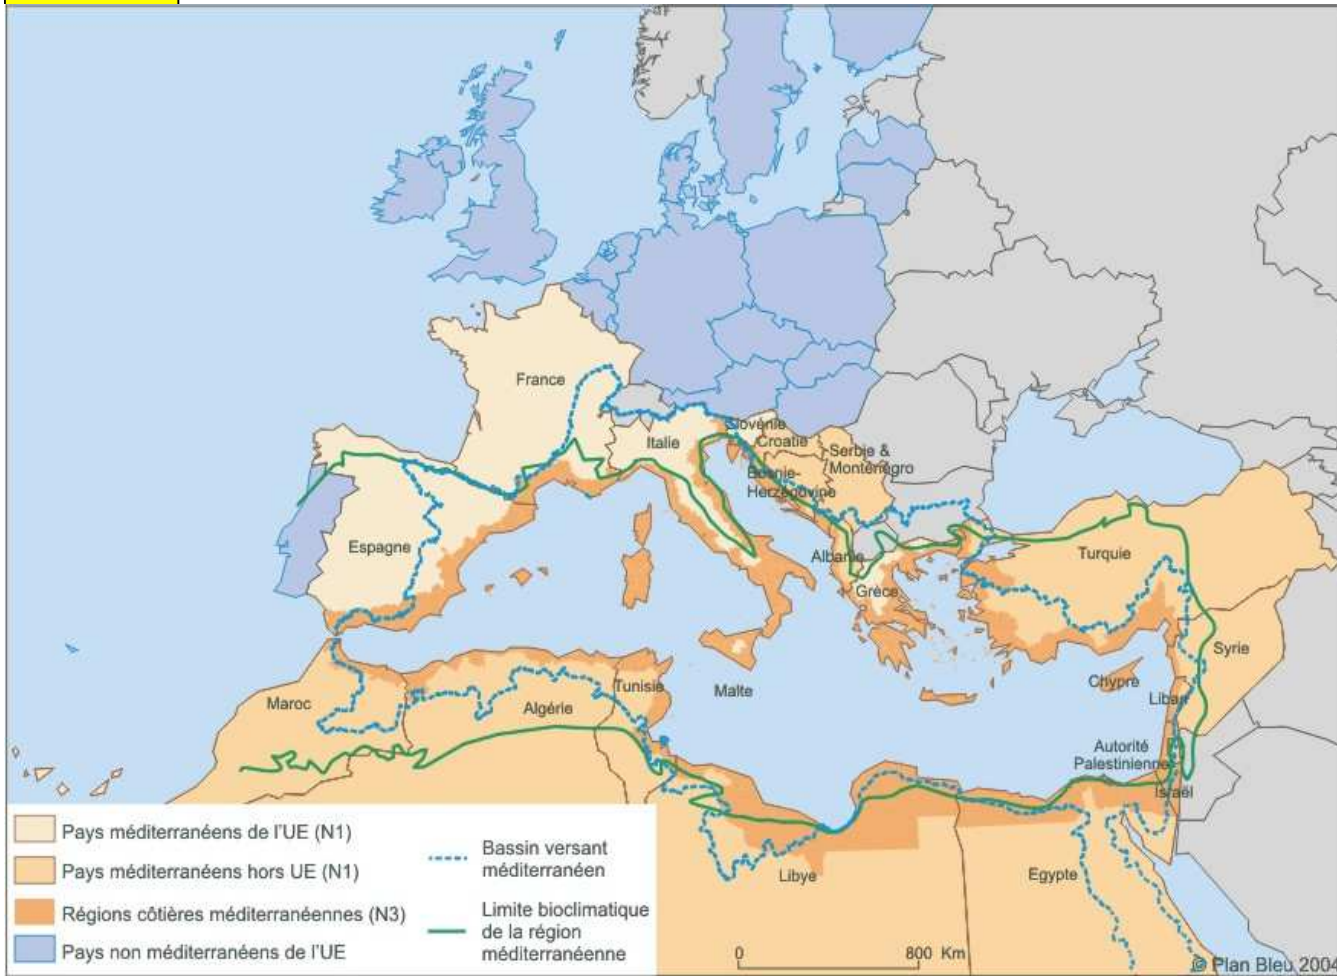 France
Slovénie
Italie
Croatie
Serbie &
Monténégro
Bosnie-
Herzégovine
Espagne
Albanie
Turquie
Grèce
Syrie
Maroc
Algérie
Tunisie
Malte
Chypre
Liban
Autorité
Palestinienne
Israël
Libye
Egypte
Pays méditerranéens de l'UE (N1)
Pays méditerranéens hors UE (N1)
Régions côtières méditerranéennes (N3)
Pays non méditerranéens de l'UE
Bassin versant
méditerranéen
Limite bioclimatique
de la région
méditerranéenne
0 800 Km
© Plan Bleu 2004